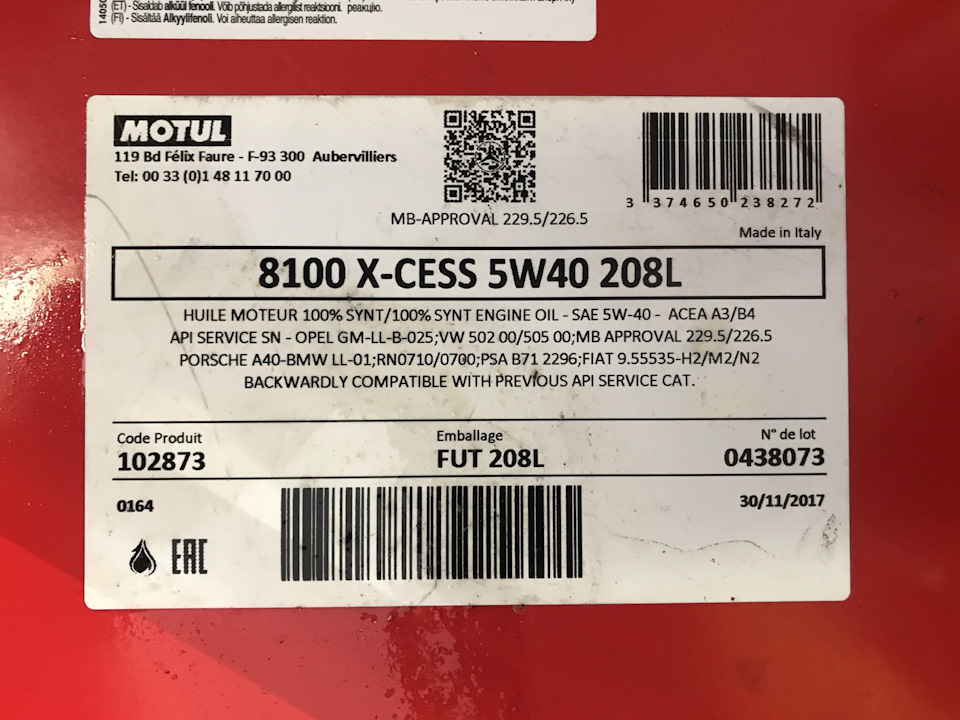 (ET) - Sisaldab alküül fenooli. Võib põhjustada allergilist reaktsiooni.
(FI) - Sisältää Alkyylifenoli. Voi aiheuttaa allergisen reaktion.
MOTUL
119 Bd Félix Faure - F-93 300 Aubervilliers
Tel: 00 33 (0)1 48 11 70 00
MB-APPROVAL 229.5/226.5
3 374650 238272
Made in Italy
8100 X-CESS 5W40 208L
HUILE MOTEUR 100% SYNT/100% SYNT ENGINE OIL - SAE 5W-40 - ACEA A3/B4
API SERVICE SN - OPEL GM-LL-B-025;VW 502 00/505 00;MB APPROVAL 229.5/226.5
PORSCHE A40-BMW LL-01;RN0710/0700;PSA B71 2296;FIAT 9.55535-H2/M2/N2
BACKWARDLY COMPATIBLE WITH PREVIOUS API SERVICE CAT.
Code Produit
102873
Emballage
FUT 208L
N° de lot
0438073
0164
30/11/2017
EAC